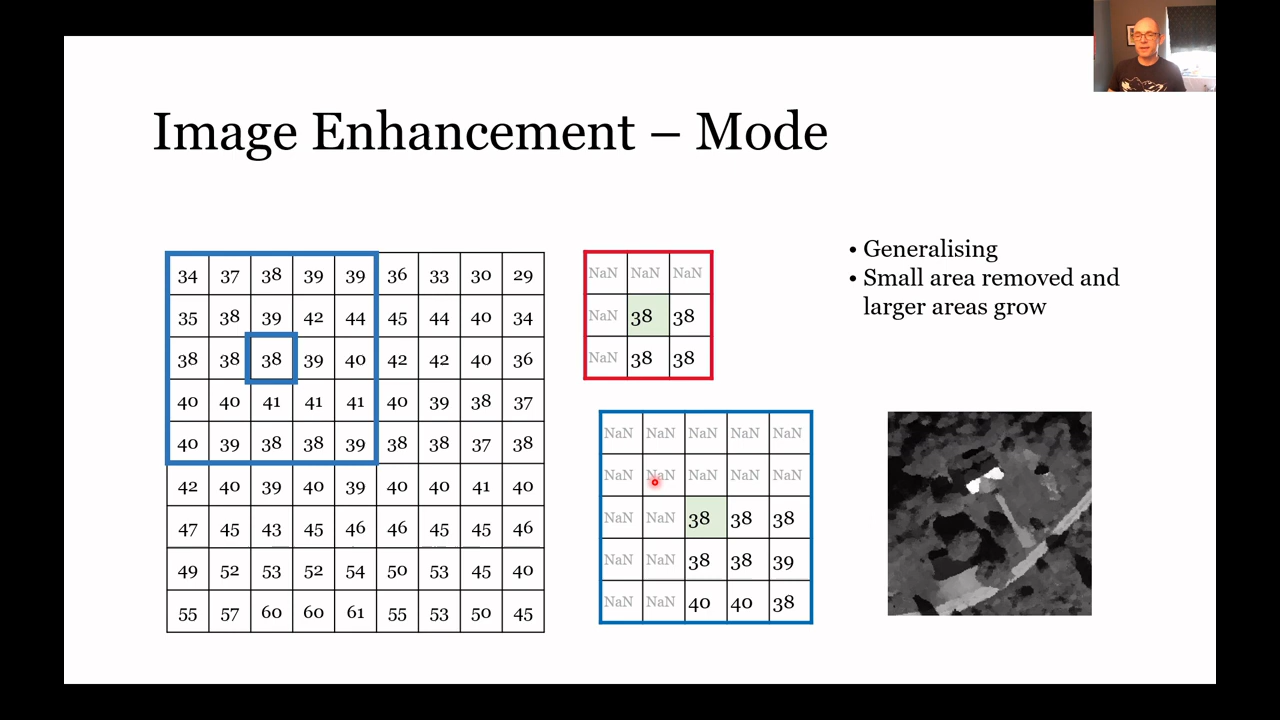 Image Enhancement – Mode
34 37 38 39 39 36 33 30 29
35 38 39 42 44 45 44 40 34
38 38 38 39 40 42 42 40 36
40 40 41 41 41 40 39 38 37
40 39 38 38 39 38 38 37 38
42 40 39 40 39 40 40 41 40
47 45 43 45 46 46 45 45 46
49 52 53 52 54 50 53 45 40
55 57 60 60 61 55 53 50 45
NaN NaN NaN
NaN 38 38
NaN 38 38
NaN NaN NaN NaN NaN
NaN NaN NaN NaN NaN
NaN NaN 38 38 38
NaN NaN 38 38 39
NaN NaN 40 40 38
• Generalising
• Small area removed and
larger areas grow